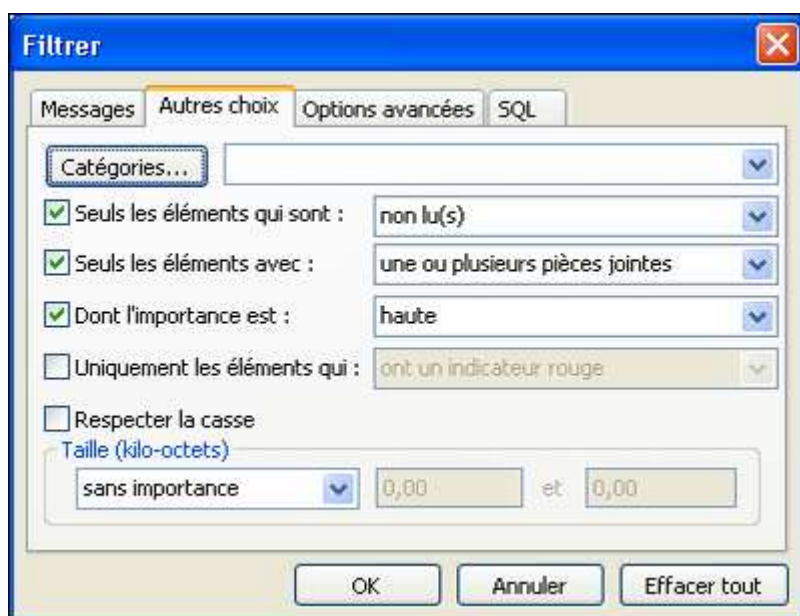 Filtrer
Messages Autres choix Options avancées SQL
Catégories...
Seuls les éléments qui sont : non lu(s)
Seuls les éléments avec : une ou plusieurs pièces jointes
Dont l'importance est : haute
Uniquement les éléments qui : ont un indicateur rouge
Respecter la casse
Taille (kilo-octets)
sans importance 0,00 et 0,00
OK Annuler Effacer tout